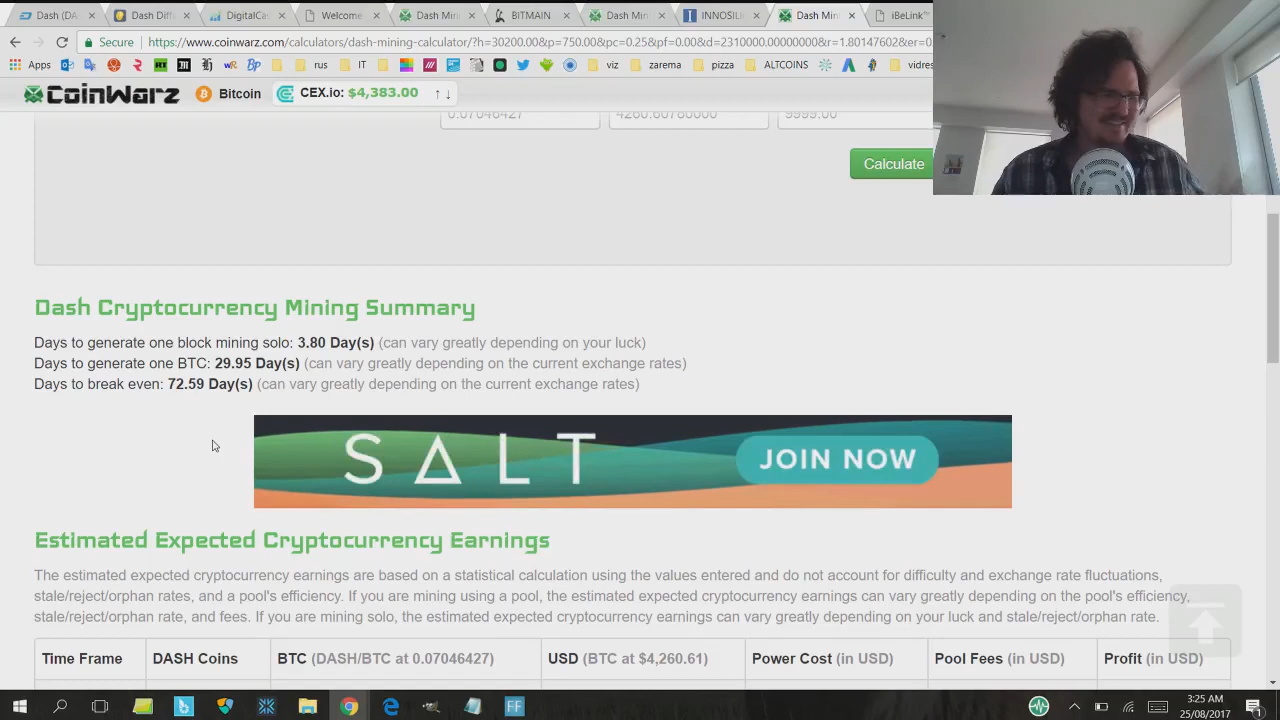 Dash (DA
Dash Diff
DigitalCas
Welcome
Dash Min
BITMAIN
Dash Min
INNOSILI
Dash Min
iBeLink™
Secure
https://www.coinwarz.com/calculators/dash-mining-calculator/?h=30200.00&p=750.00&pc=0.25&pf=0.00&d=2310000.00000000&r=1.80147602&er=0.
Apps
rus
IT
viz
zarema
pizza
ALTCOINS
vidres
CoinWarz
Bitcoin
CEX.io: $4,383.00 ↑ ↓
0.07046427
4260.60780000
9999.00
Calculate
Dash Cryptocurrency Mining Summary
Days to generate one block mining solo: 3.80 Day(s) (can vary greatly depending on your luck)
Days to generate one BTC: 29.95 Day(s) (can vary greatly depending on the current exchange rates)
Days to break even: 72.59 Day(s) (can vary greatly depending on the current exchange rates)
SALT
JOIN NOW
Estimated Expected Cryptocurrency Earnings
The estimated expected cryptocurrency earnings are based on a statistical calculation using the values entered and do not account for difficulty and exchange rate fluctuations,
stale/reject/orphan rates, and a pool's efficiency. If you are mining using a pool, the estimated expected cryptocurrency earnings can vary greatly depending on the pool's efficiency,
stale/reject/orphan rate, and fees. If you are mining solo, the estimated expected cryptocurrency earnings can vary greatly depending on your luck and stale/reject/orphan rate.
Time Frame
DASH Coins
BTC (DASH/BTC at 0.07046427)
USD (BTC at $4,260.61)
Power Cost (in USD)
Pool Fees (in USD)
Profit (in USD)
FF
3:25 AM
25/08/2017